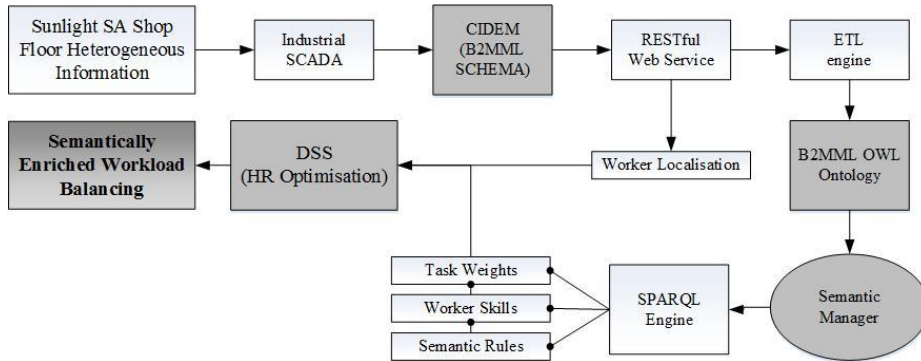 Sunlight SA Shop
Floor Heterogeneous
Information
Industrial
SCADA
CIDEM
(B2MML
SCHEMA)
RESTful
Web Service
ETL
engine
Semantically
Enriched Workload
Balancing
DSS
(HR Optimisation)
Worker Localisation
B2MML OWL
Ontology
Task Weights
Worker Skills
Semantic Rules
SPARQL
Engine
Semantic
Manager